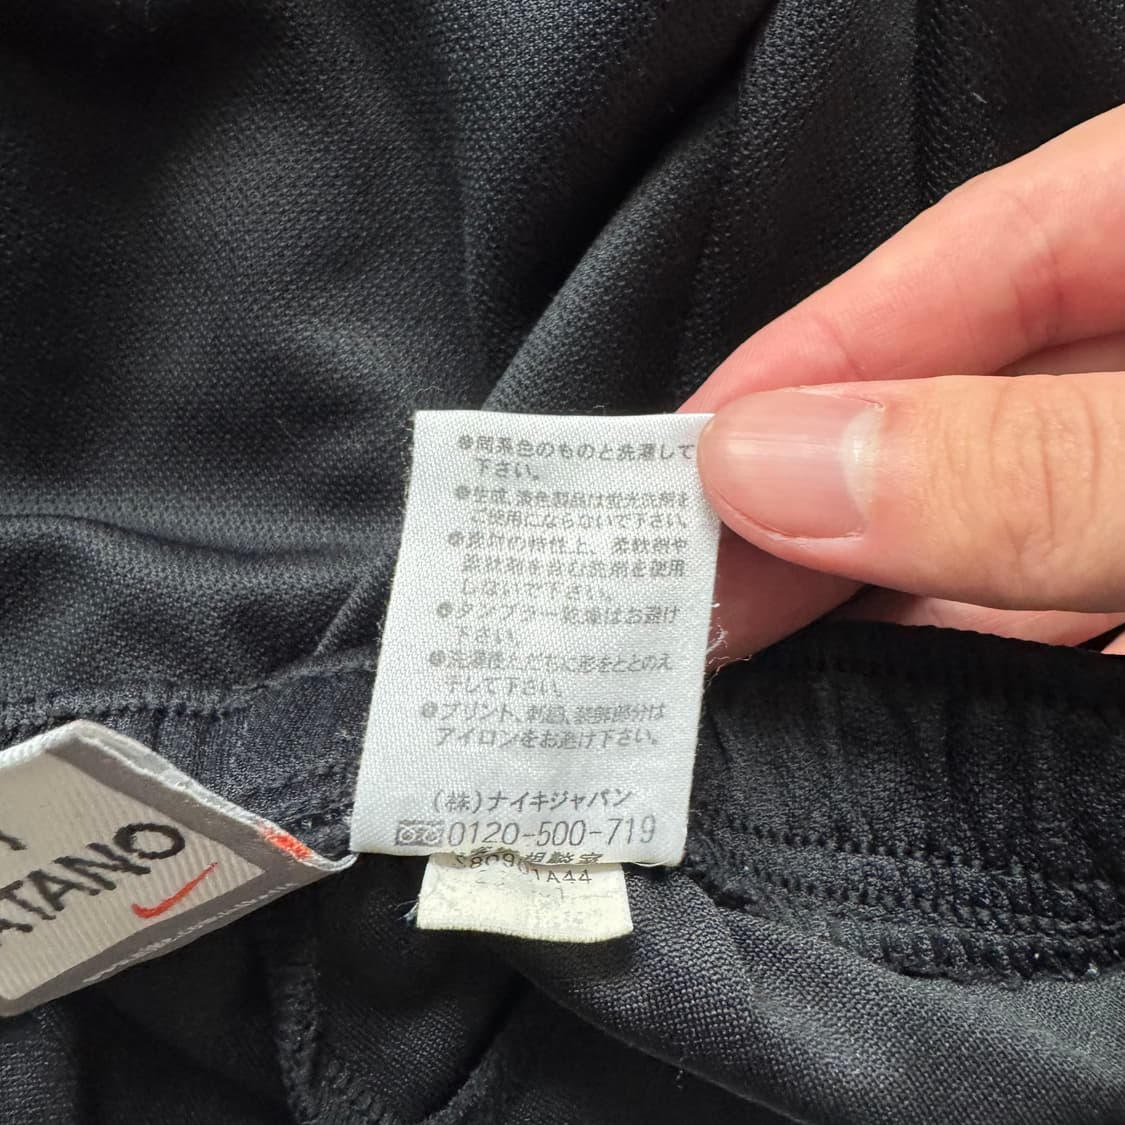 ●同系色のものと洗濯して
下さい。
●生成、淡色製品は蛍光洗剤を
ご使用にならないで下さい。
●素材の特性上、柔軟剤や
柔軟剤を含む洗剤を使用
しないで下さい。
●タンブラー乾燥はお避け
下さい。
●洗濯後ただちに形をととのえ
干して下さい。
●プリント、刺繍、装飾部分は
アイロンをお避け下さい。
(株)ナイキジャパン
0120-500-719
相談室
ATANO